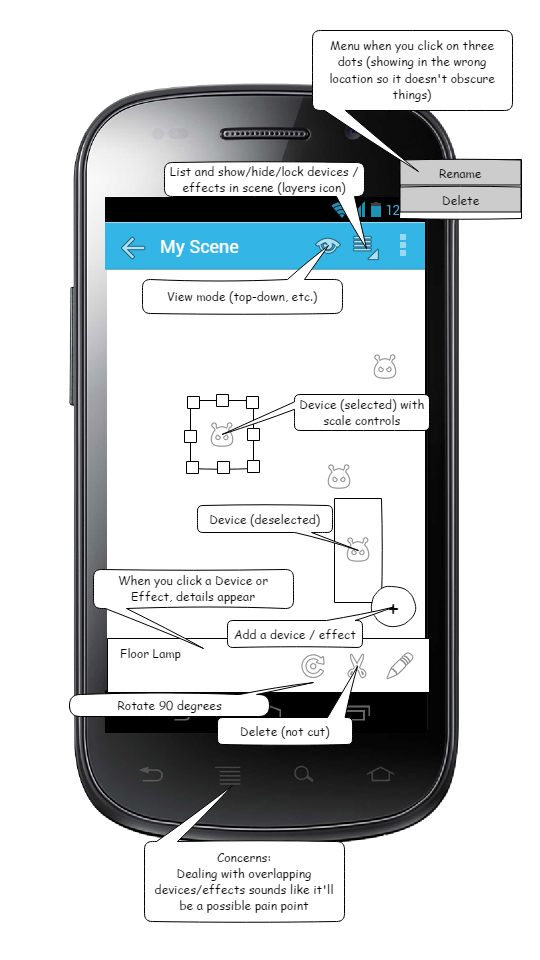 Menu when you click on three
dots (showing in the wrong
location so it doesn't obscure
things)
Rename
Delete
List and show/hide/lock devices /
effects in scene (layers icon)
12
My Scene
View mode (top-down, etc.)
Device (selected) with
scale controls
Device (deselected)
When you click a Device or
Effect, details appear
+
Add a device / effect
Floor Lamp
Rotate 90 degrees
Delete (not cut)
Concerns:
Dealing with overlapping
devices/effects sounds like it'll
be a possible pain point